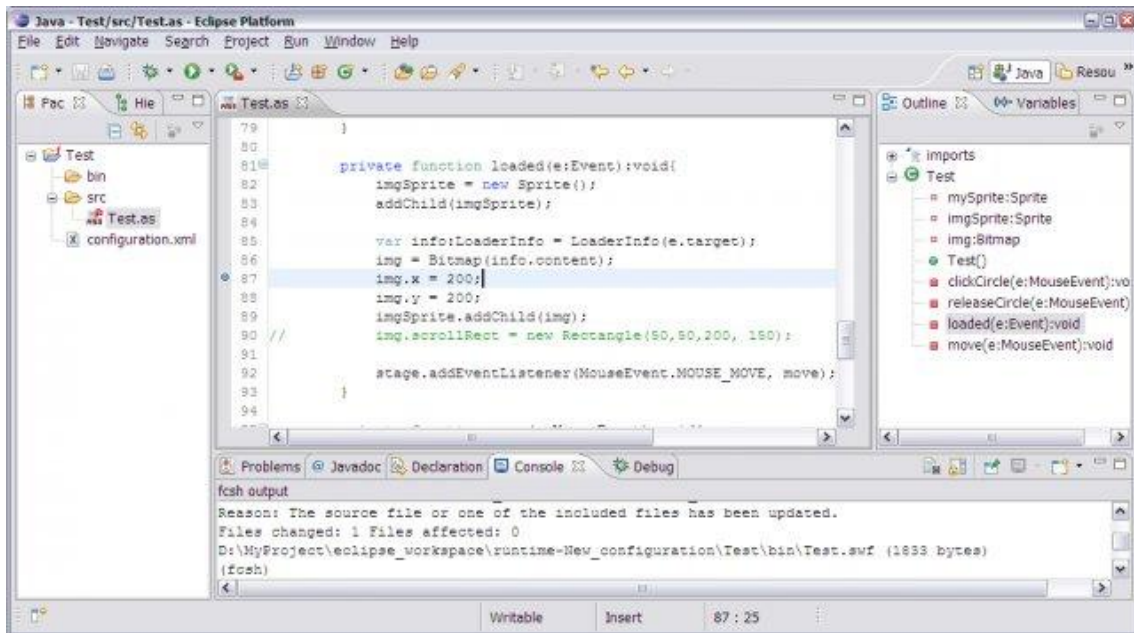 Java - Test/src/Test.as - Eclipse Platform
File Edit Navigate Search Project Run Window Help
Java Resou
Pac Hie
Test.as
Outline Variables
Test
bin
src
Test.as
configuration.xml
79 }
80
81 private function loaded(e:Event):void{
82 imgSprite = new Sprite();
83 addChild(imgSprite);
84
85 var info:LoaderInfo = LoaderInfo(e.target);
86 img = Bitmap(info.content);
87 img.x = 200;
88 img.y = 200;
89 imgSprite.addChild(img);
90 // img.scrollRect = new Rectangle(50,50,200, 150);
91
92 stage.addEventListener(MouseEvent.MOUSE_MOVE, move);
93 }
94
imports
Test
mySprite:Sprite
imgSprite:Sprite
img:Bitmap
Test()
clickCircle(e:MouseEvent):vo
releaseCircle(e:MouseEvent)
loaded(e:Event):void
move(e:MouseEvent):void
Problems Javadoc Declaration Console Debug
fcsh output
Reason: The source file or one of the included files has been updated.
Files changed: 1 Files affected: 0
D:\MyProject\eclipse_workspace\runtime-New_configuration\Test\bin\Test.swf (1833 bytes)
(fcsh)
Writable Insert 87 : 25